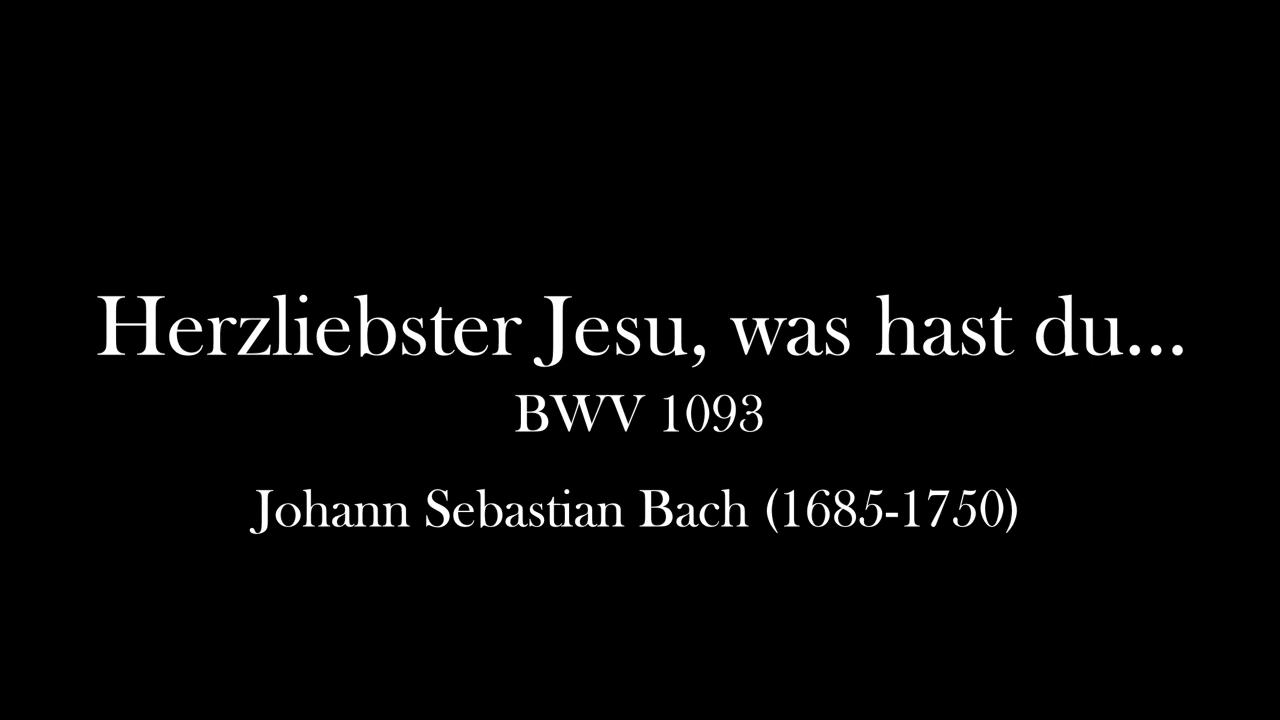 Herzliebster Jesu, was hast du...
BWV 1093
Johann Sebastian Bach (1685-1750)